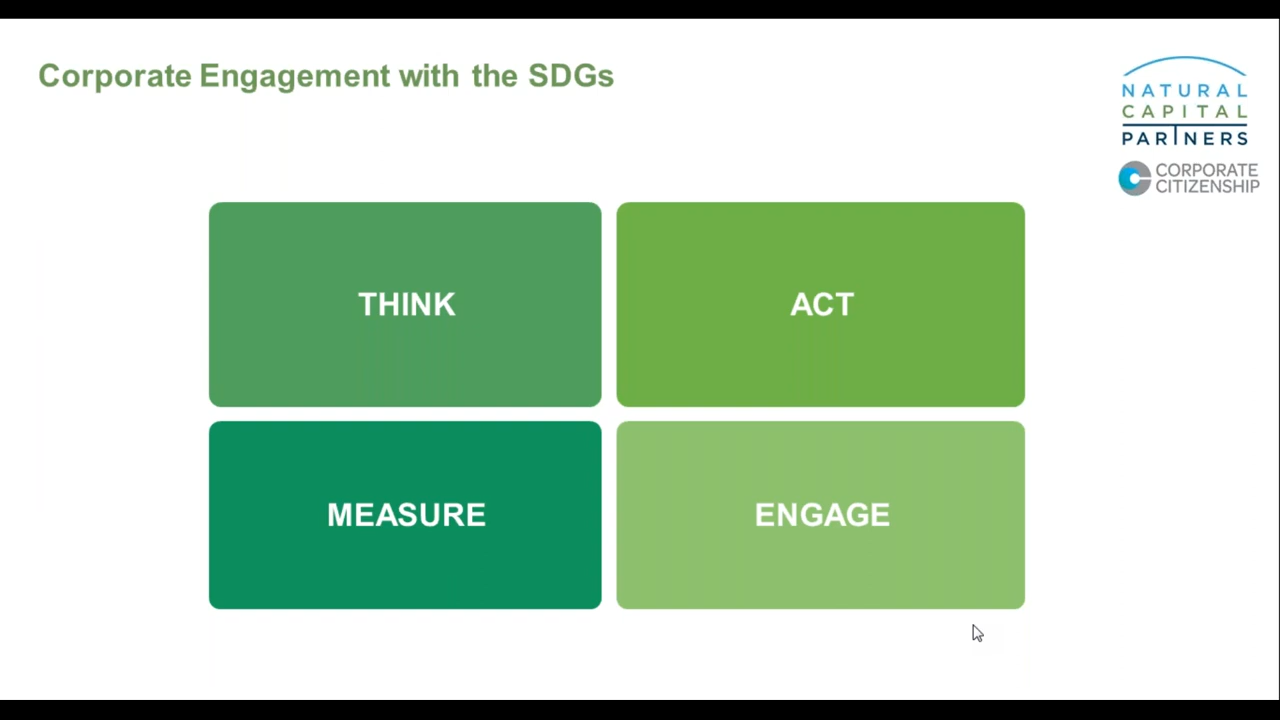 Corporate Engagement with the SDGs
NATURAL
CAPITAL
PARTNERS
CORPORATE
CITIZENSHIP
THINK
ACT
MEASURE
ENGAGE